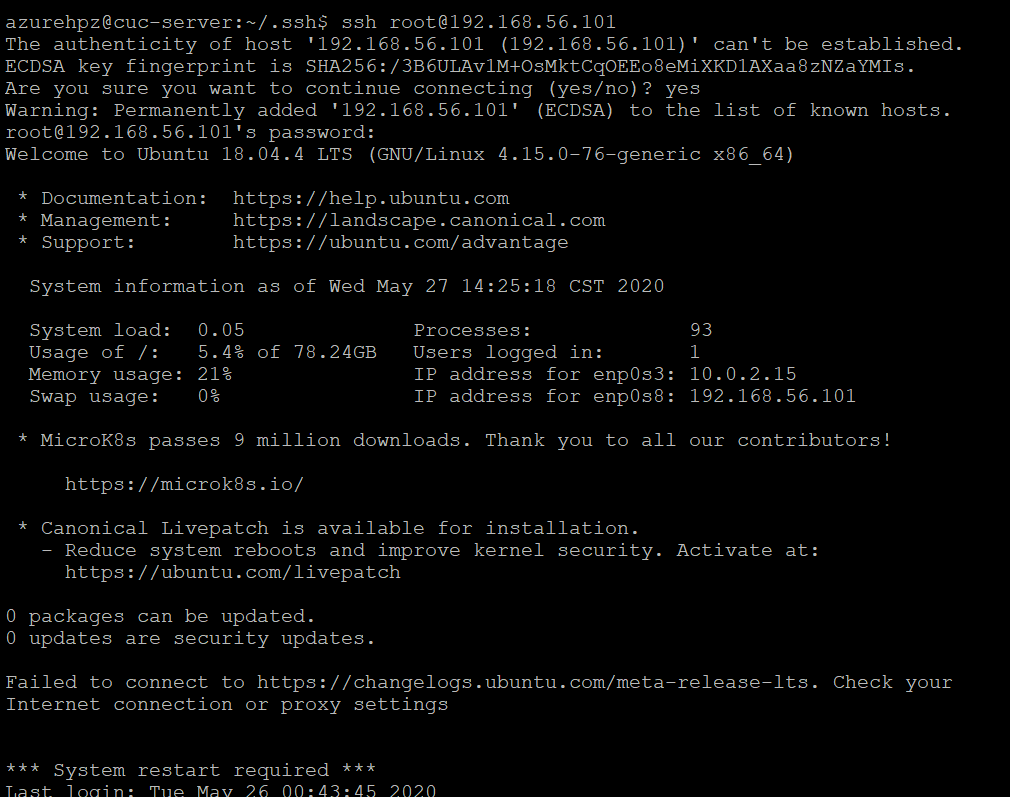 azurehpz@cuc-server:~/.ssh$ ssh root@192.168.56.101
The authenticity of host '192.168.56.101 (192.168.56.101)' can't be established.
ECDSA key fingerprint is SHA256:/3B6ULAv1M+OsMktCqOEEo8eMiXKD1AXaa8zNZaYMIs.
Are you sure you want to continue connecting (yes/no)? yes
Warning: Permanently added '192.168.56.101' (ECDSA) to the list of known hosts.
root@192.168.56.101's password:
Welcome to Ubuntu 18.04.4 LTS (GNU/Linux 4.15.0-76-generic x86_64)

 * Documentation:  https://help.ubuntu.com
 * Management:     https://landscape.canonical.com
 * Support:        https://ubuntu.com/advantage

  System information as of Wed May 27 14:25:18 CST 2020

  System load:  0.05              Processes:             93
  Usage of /:   5.4% of 78.24GB   Users logged in:       1
  Memory usage: 21%               IP address for enp0s3: 10.0.2.15
  Swap usage:   0%                IP address for enp0s8: 192.168.56.101

 * MicroK8s passes 9 million downloads. Thank you to all our contributors!

     https://microk8s.io/

 * Canonical Livepatch is available for installation.
   - Reduce system reboots and improve kernel security. Activate at:
     https://ubuntu.com/livepatch

0 packages can be updated.
0 updates are security updates.

Failed to connect to https://changelogs.ubuntu.com/meta-release-lts. Check your
Internet connection or proxy settings

*** System restart required ***
Last login: Tue May 26 00:43:45 2020